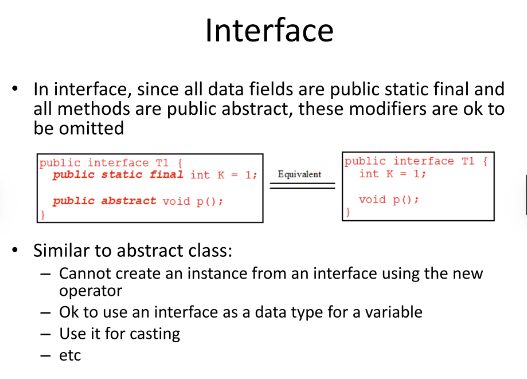 Interface
• In interface, since all data fields are public static final and
all methods are public abstract, these modifiers are ok to
be omitted
public interface T1 {
public static final int K = 1;
public abstract void p();
}
Equivalent
public interface T1 {
int K = 1;
void p();
}
• Similar to abstract class:
– Cannot create an instance from an interface using the new
operator
– Ok to use an interface as a data type for a variable
– Use it for casting
– etc